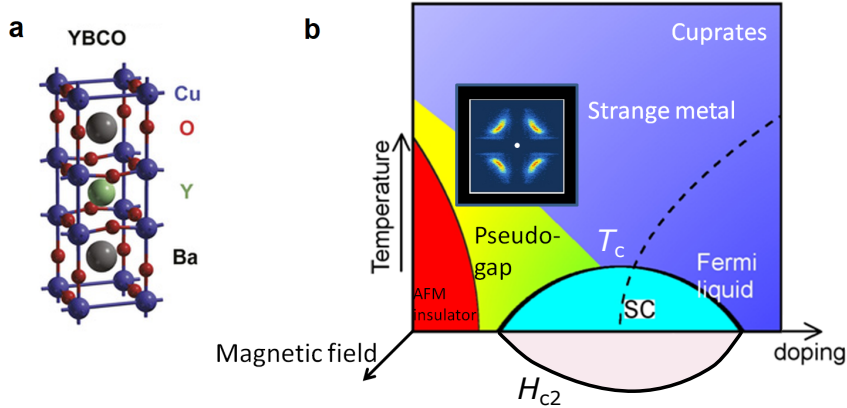 a
YBCO
Cu
O
Y
Ba
b
Cuprates
Strange metal
Temperature
Pseudo-
gap
Tc
Fermi
liquid
AFM
insulator
SC
doping
Magnetic field
Hc2